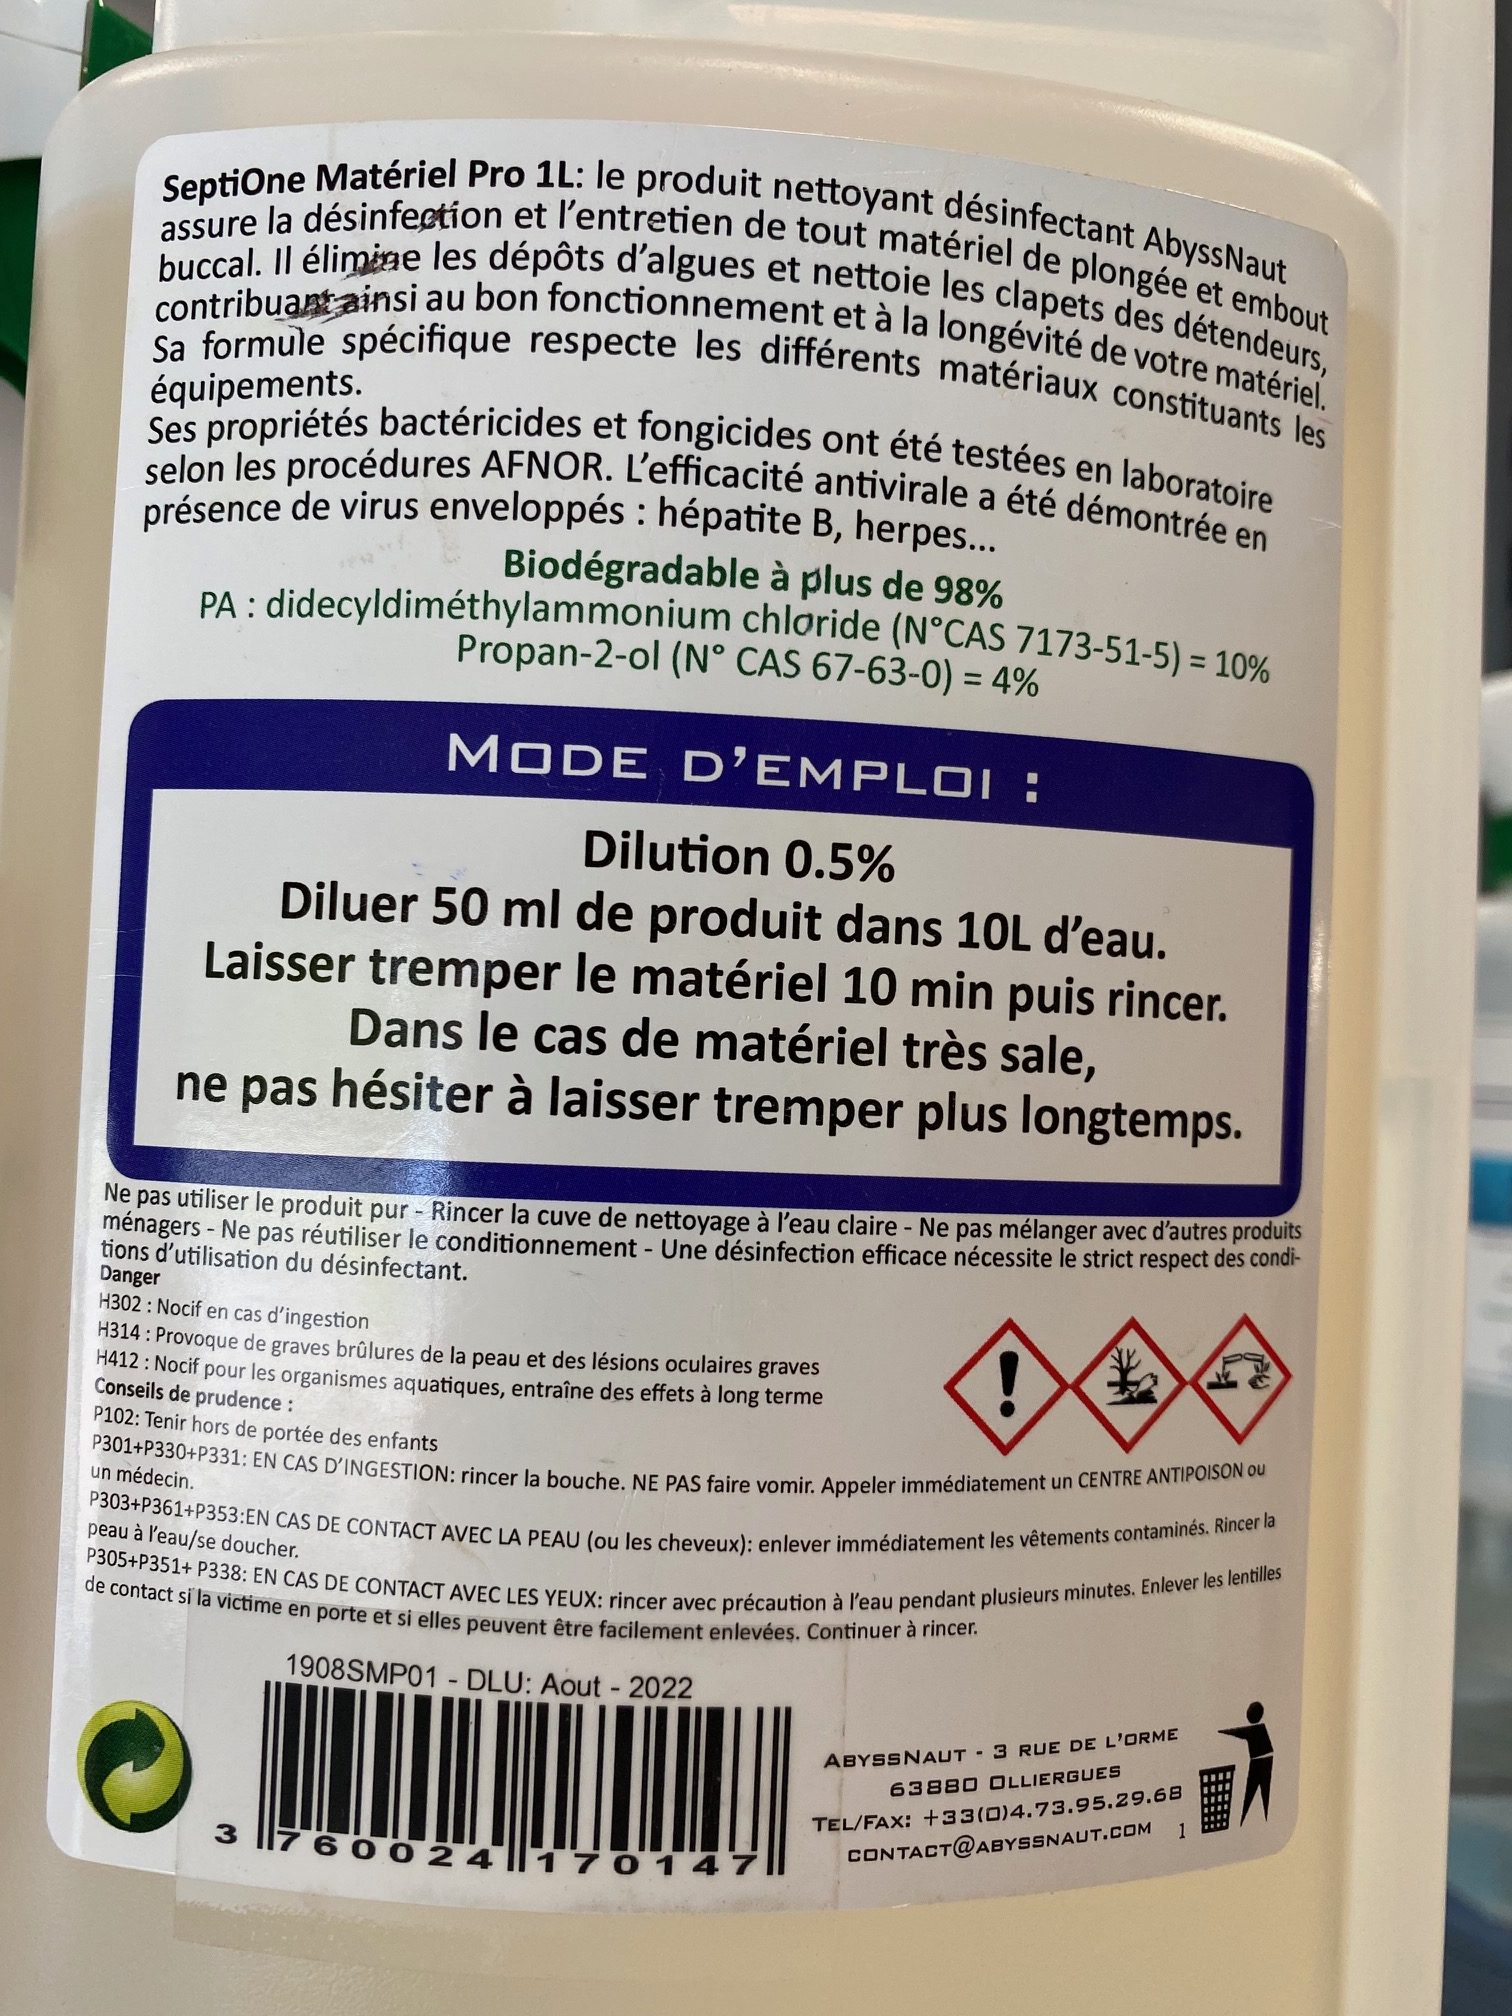 SeptiOne Matériel Pro 1L: le produit nettoyant désinfectant AbyssNaut
assure la désinfection et l'entretien de tout matériel de plongée et embout
buccal. Il élimine les dépôts d'algues et nettoie les clapets des détendeurs,
contribuant ainsi au bon fonctionnement et à la longévité de votre matériel.
Sa formule spécifique respecte les différents matériaux constituants les
équipements.
Ses propriétés bactéricides et fongicides ont été testées en laboratoire
selon les procédures AFNOR. L'efficacité antivirale a été démontrée en
présence de virus enveloppés : hépatite B, herpes...
Biodégradable à plus de 98%
PA : didecyldiméthylammonium chloride (N°CAS 7173-51-5) = 10%
Propan-2-ol (N° CAS 67-63-0) = 4%
MODE D'EMPLOI :
Dilution 0.5%
Diluer 50 ml de produit dans 10L d'eau.
Laisser tremper le matériel 10 min puis rincer.
Dans le cas de matériel très sale,
ne pas hésiter à laisser tremper plus longtemps.
Ne pas utiliser le produit pur - Rincer la cuve de nettoyage à l'eau claire - Ne pas mélanger avec d'autres produits
ménagers - Ne pas réutiliser le conditionnement - Une désinfection efficace nécessite le strict respect des condi-
tions d'utilisation du désinfectant.
Danger
H302 : Nocif en cas d'ingestion
H314 : Provoque de graves brûlures de la peau et des lésions oculaires graves
H412 : Nocif pour les organismes aquatiques, entraîne des effets à long terme
Conseils de prudence :
P102: Tenir hors de portée des enfants
P301+P330+P331: EN CAS D'INGESTION: rincer la bouche. NE PAS faire vomir. Appeler immédiatement un CENTRE ANTIPOISON ou
un médecin.
P303+P361+P353:EN CAS DE CONTACT AVEC LA PEAU (ou les cheveux): enlever immédiatement les vêtements contaminés. Rincer la
peau à l'eau/se doucher.
P305+P351+ P338: EN CAS DE CONTACT AVEC LES YEUX: rincer avec précaution à l'eau pendant plusieurs minutes. Enlever les lentilles
de contact si la victime en porte et si elles peuvent être facilement enlevées. Continuer à rincer.
1908SMP01 - DLU: Aout - 2022
3 760024 170147
ABYSSNAUT - 3 RUE DE L'ORME
63880 OLLIERGUES
TEL/FAX: +33(0)4.73.95.29.68
CONTACT@ABYSSNAUT.COM 1